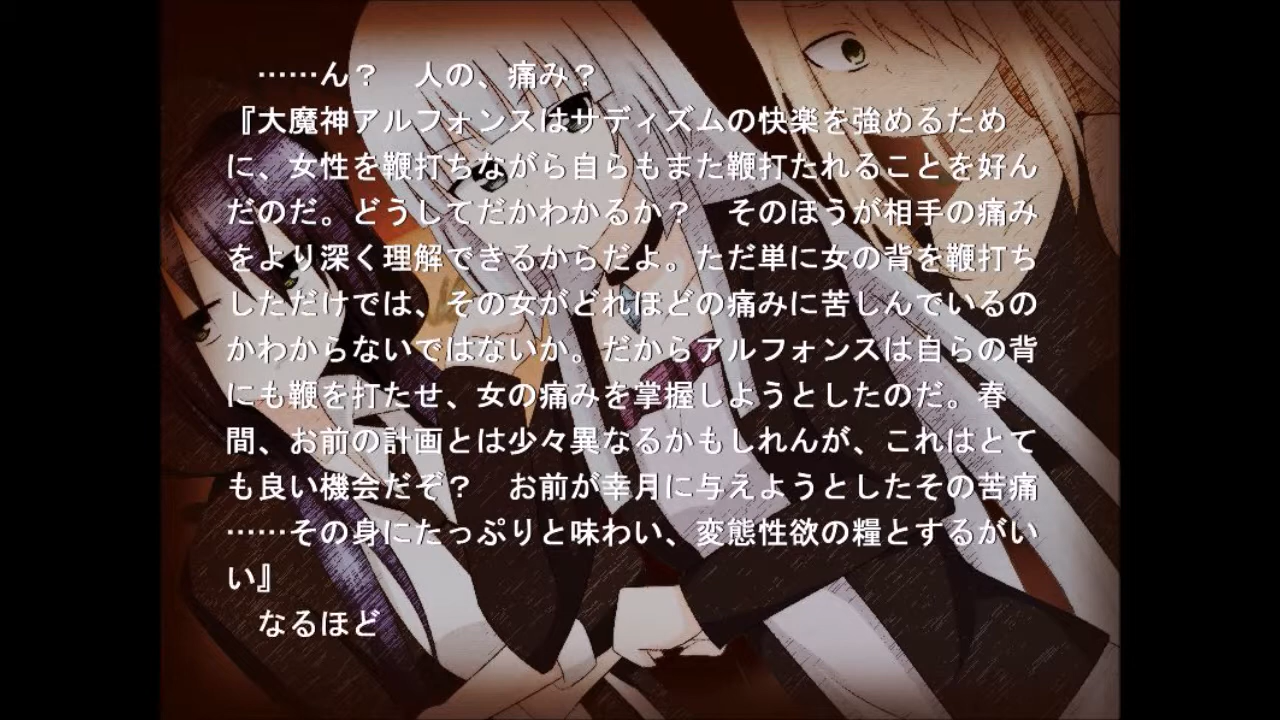 ……ん？　人の、痛み？
『大魔神アルフォンスはサディズムの快楽を強めるため
に、女性を鞭打ちながら自らもまた鞭打たれることを好ん
だのだ。どうしてだかわかるか？　そのほうが相手の痛み
をより深く理解できるからだよ。ただ単に女の背を鞭打ち
しただけでは、その女がどれほどの痛みに苦しんでいるの
かわからないではないか。だからアルフォンスは自らの背
にも鞭を打たせ、女の痛みを掌握しようとしたのだ。春
間、お前の計画とは少々異なるかもしれんが、これはとて
も良い機会だぞ？　お前が幸月に与えようとしたその苦痛
……その身にたっぷりと味わい、変態性欲の糧とするがい
い』
なるほど